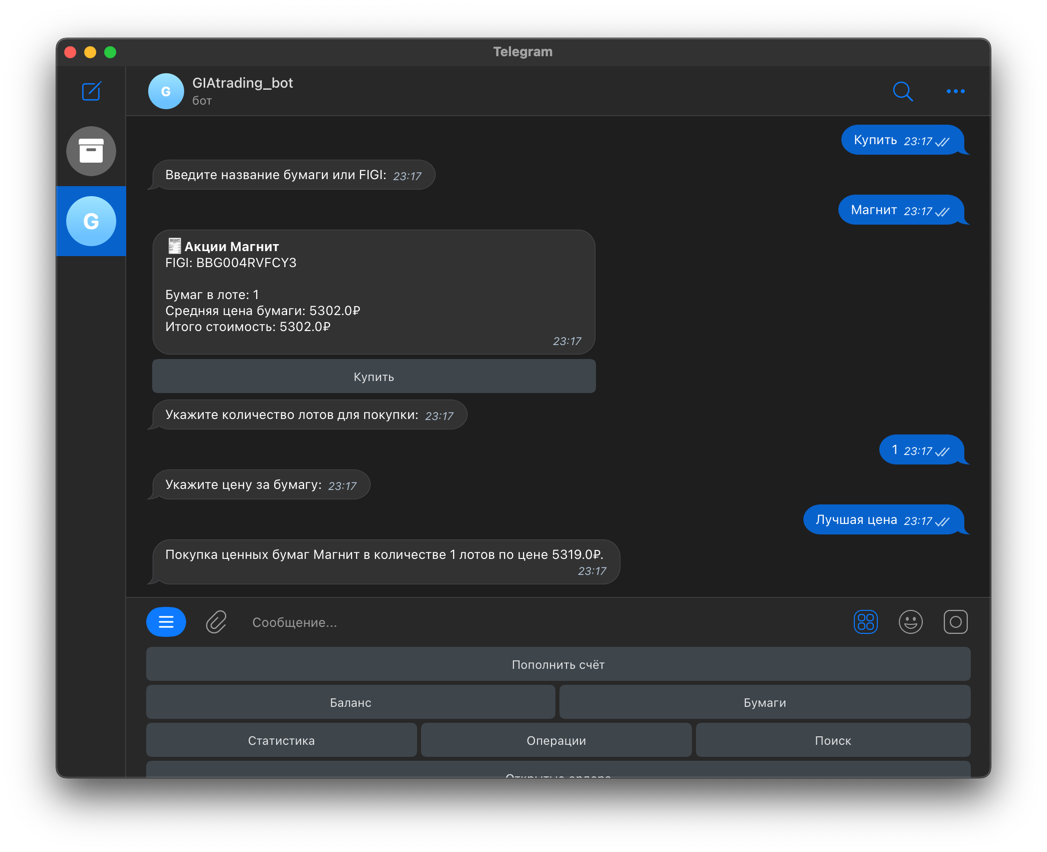 Telegram
G
GIAtrading_bot
бот
Купить 23:17
Введите название бумаги или FIGI: 23:17
Магнит 23:17
G
Акции Магнит
FIGI: BBG004RVFCY3
Бумаг в лоте: 1
Средняя цена бумаги: 5302.0₽
Итого стоимость: 5302.0₽
23:17
Купить
Укажите количество лотов для покупки: 23:17
1 23:17
Укажите цену за бумагу: 23:17
Лучшая цена 23:17
Покупка ценных бумаг Магнит в количестве 1 лотов по цене 5319.0₽.
23:17
Сообщение...
Пополнить счёт
Баланс
Бумаги
Статистика
Операции
Поиск
Открытые ордера